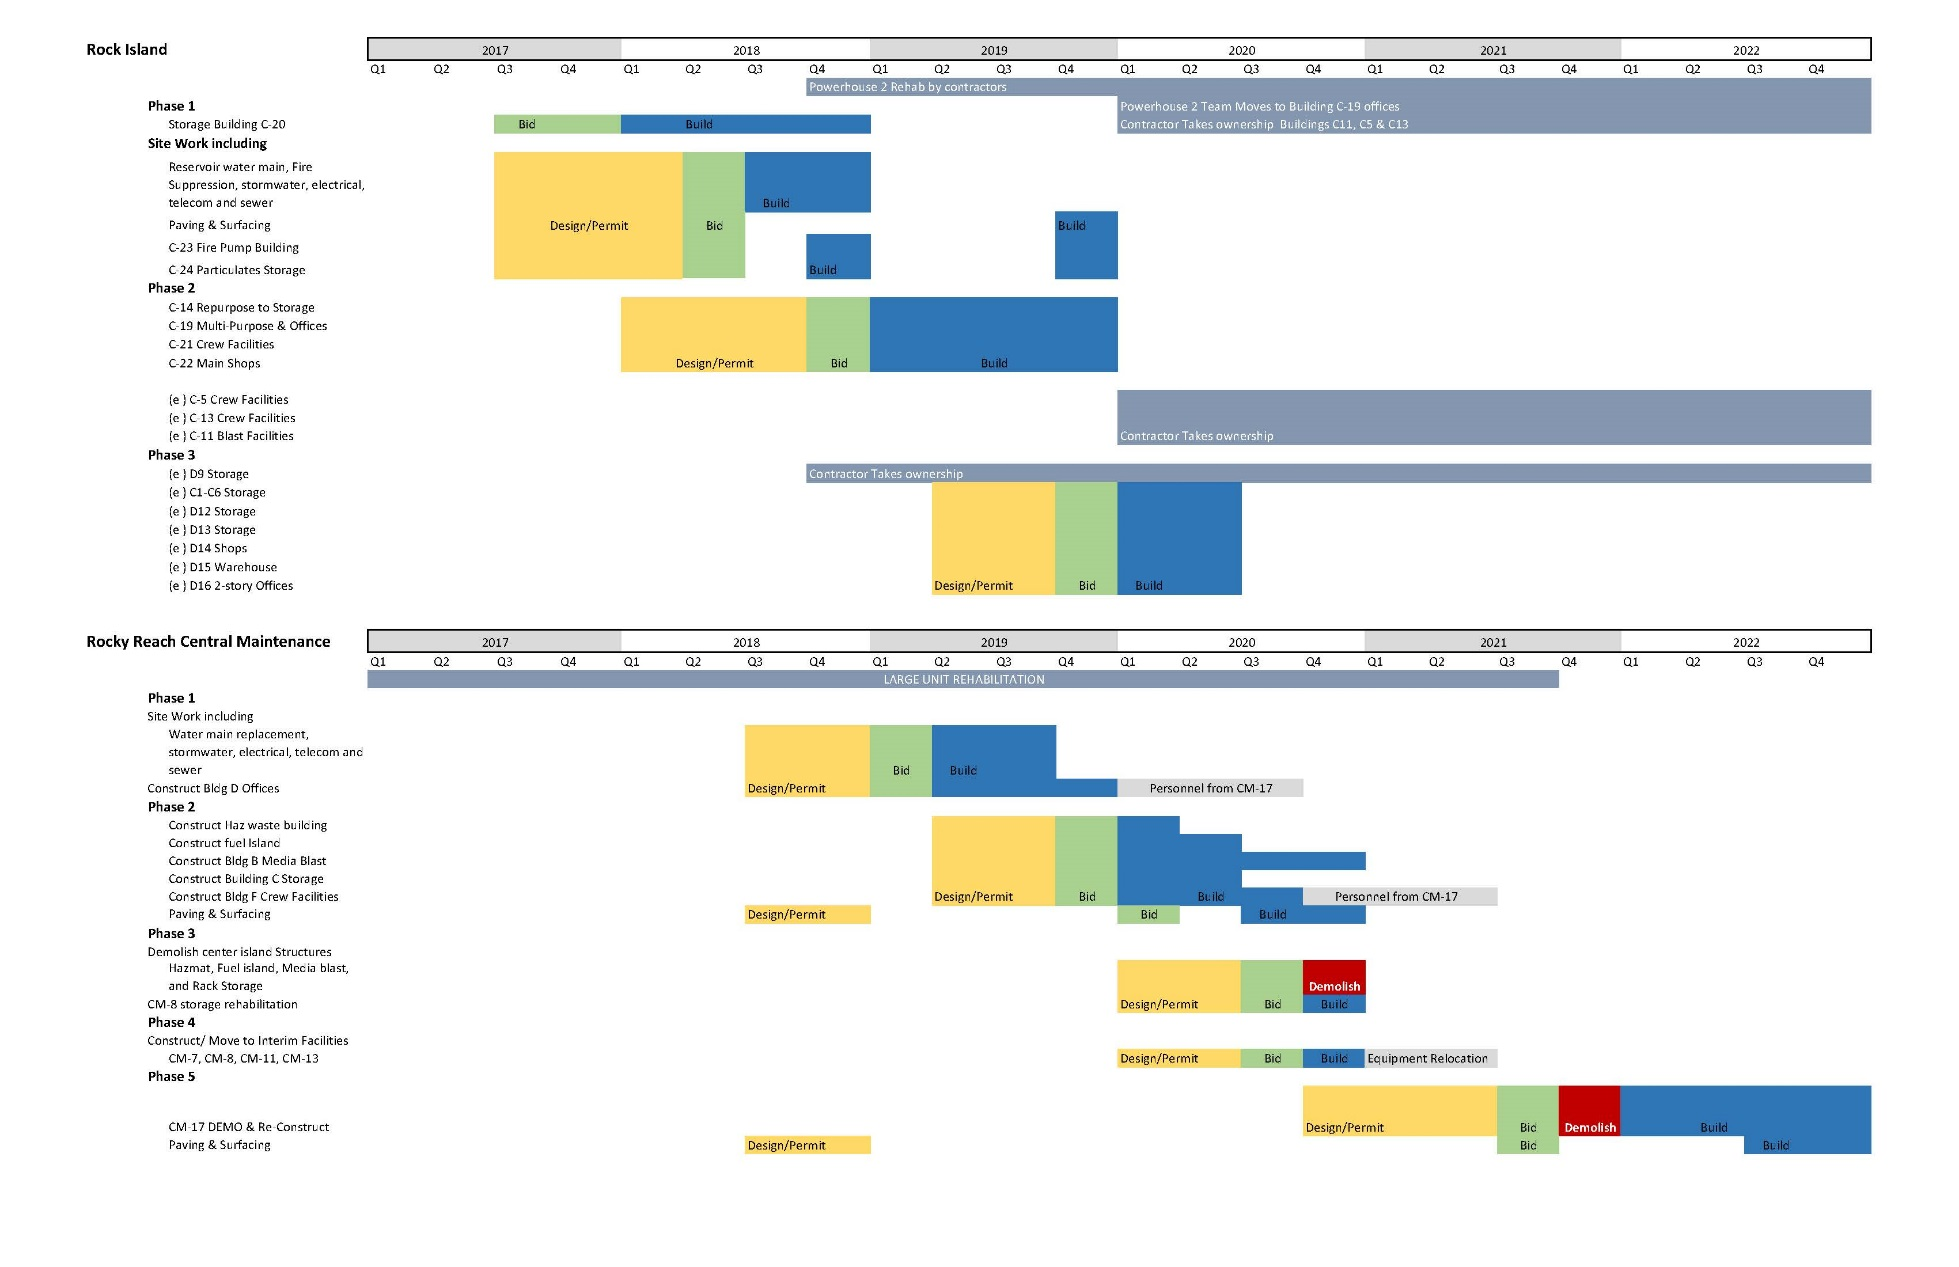 Rock Island 2017 2018 2019 2020 2021 2022
Q1 Q2 Q3 Q4 Q1 Q2 Q3 Q4 Q1 Q2 Q3 Q4 Q1 Q2 Q3 Q4 Q1 Q2 Q3 Q4 Q1 Q2 Q3 Q4
Powerhouse 2 Rehab by contractors
Phase 1 Powerhouse 2 Team Moves to Building C-19 offices
Storage Building C-20 Bid Build Contractor Takes ownership Buildings C11, C5 & C13
Site Work including
Reservoir water main, Fire
Suppression, stormwater, electrical,
telecom and sewer Build
Paving & Surfacing Design/Permit Bid Build
C-23 Fire Pump Building
C-24 Particulates Storage Build
Phase 2
C-14 Repurpose to Storage
C-19 Multi-Purpose & Offices
C-21 Crew Facilities
C-22 Main Shops Design/Permit Bid Build
(e ) C-5 Crew Facilities
(e ) C-13 Crew Facilities
(e ) C-11 Blast Facilities Contractor Takes ownership
Phase 3
(e ) D9 Storage Contractor Takes ownership
(e ) C1-C6 Storage
(e ) D12 Storage
(e ) D13 Storage
(e ) D14 Shops
(e ) D15 Warehouse
(e ) D16 2-story Offices Design/Permit Bid Build
Rocky Reach Central Maintenance 2017 2018 2019 2020 2021 2022
Q1 Q2 Q3 Q4 Q1 Q2 Q3 Q4 Q1 Q2 Q3 Q4 Q1 Q2 Q3 Q4 Q1 Q2 Q3 Q4 Q1 Q2 Q3 Q4
LARGE UNIT REHABILITATION
Phase 1
Site Work including
Water main replacement,
stormwater, electrical, telecom and
sewer Bid Build
Construct Bldg D Offices Design/Permit Personnel from CM-17
Phase 2
Construct Haz waste building
Construct fuel Island
Construct Bldg B Media Blast
Construct Building C Storage
Construct Bldg F Crew Facilities Design/Permit Bid Build Personnel from CM-17
Paving & Surfacing Design/Permit Bid Build
Phase 3
Demolish center island Structures
Hazmat, Fuel island, Media blast,
and Rack Storage Demolish
CM-8 storage rehabilitation Design/Permit Bid Build
Phase 4
Construct/ Move to Interim Facilities
CM-7, CM-8, CM-11, CM-13 Design/Permit Bid Build Equipment Relocation
Phase 5
CM-17 DEMO & Re-Construct Design/Permit Bid Demolish Build
Paving & Surfacing Design/Permit Bid Build